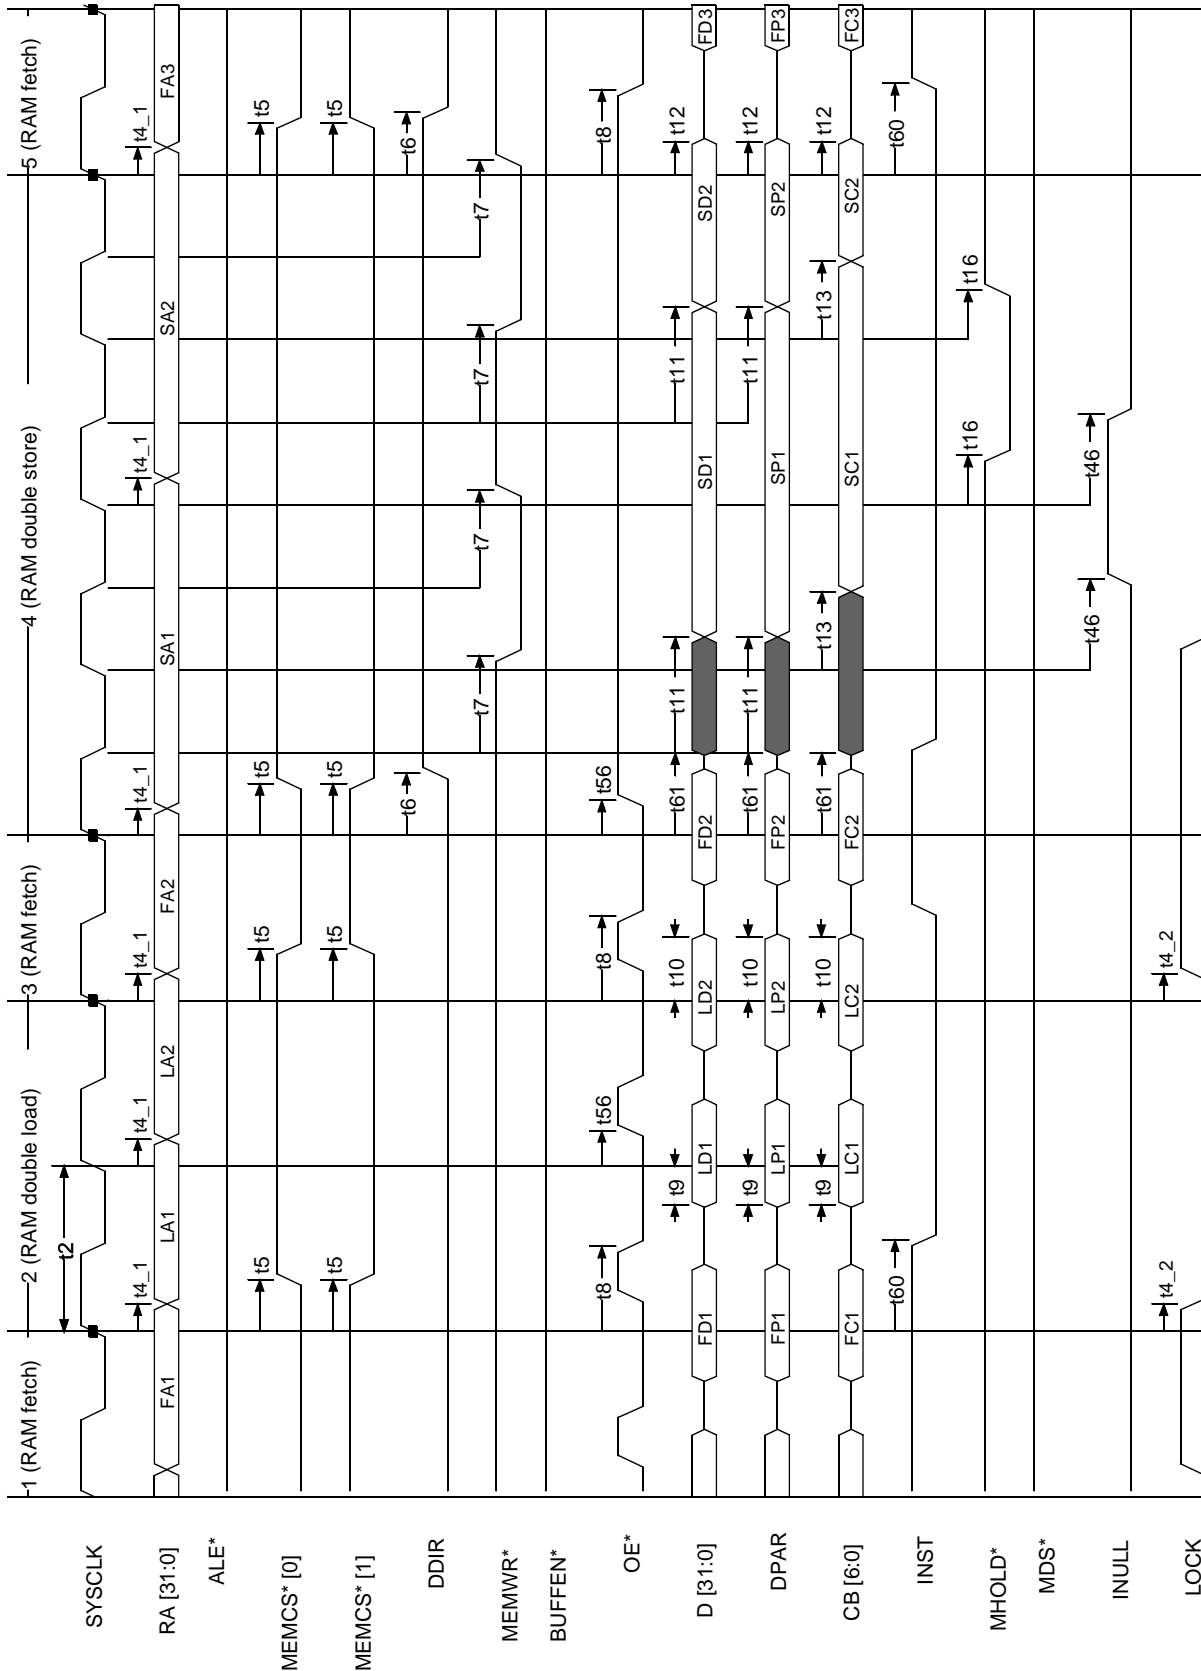 1 (RAM fetch) 2 (RAM double load) 3 (RAM fetch) 4 (RAM double store) 5 (RAM fetch)
t2
SYSCLK
t4_1 t4_1 t4_1 t4_1 t4_1 t4_1
RA [31:0] FA1 LA1 LA2 FA2 SA1 SA2 FA3
ALE*
t5 t5 t5 t5
MEMCS* [0]
t5 t5 t5 t5
MEMCS* [1]
t6 t6
DDIR
t7 t7 t7 t7
MEMWR*
BUFFEN*
t8 t56 t8 t56 t8
OE*
t9 t10 t61 t11 t11 t12
D [31:0] FD1 LD1 LD2 FD2 SD1 SD2 FD3
t9 t10 t61 t11 t11 t12
DPAR FP1 LP1 LP2 FP2 SP1 SP2 FP3
t9 t10 t61 t13 t13 t12
CB [6:0] FC1 LC1 LC2 FC2 SC1 SC2 FC3
t60 t60
INST
t16 t16
MHOLD*
MDS*
t46 t46
INULL
t4_2 t4_2
LOCK